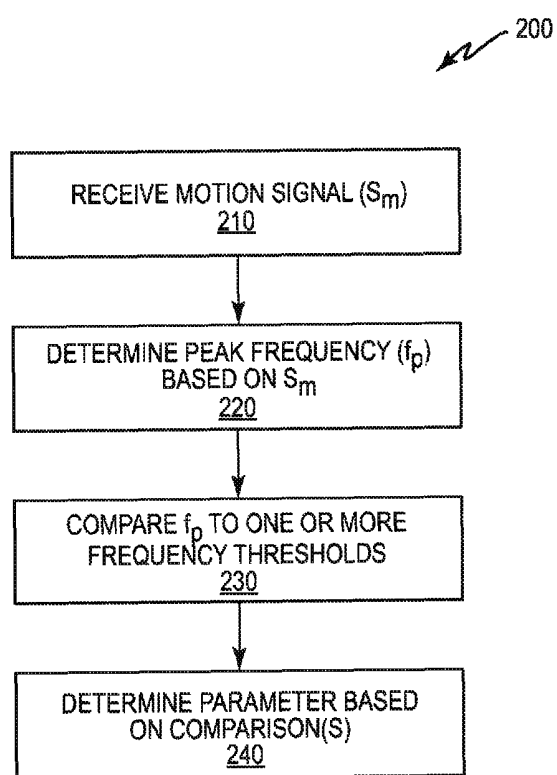 200
RECEIVE MOTION SIGNAL (Sm)
210
DETERMINE PEAK FREQUENCY (fp)
BASED ON Sm
220
COMPARE fp TO ONE OR MORE
FREQUENCY THRESHOLDS
230
DETERMINE PARAMETER BASED
ON COMPARISON(S)
240